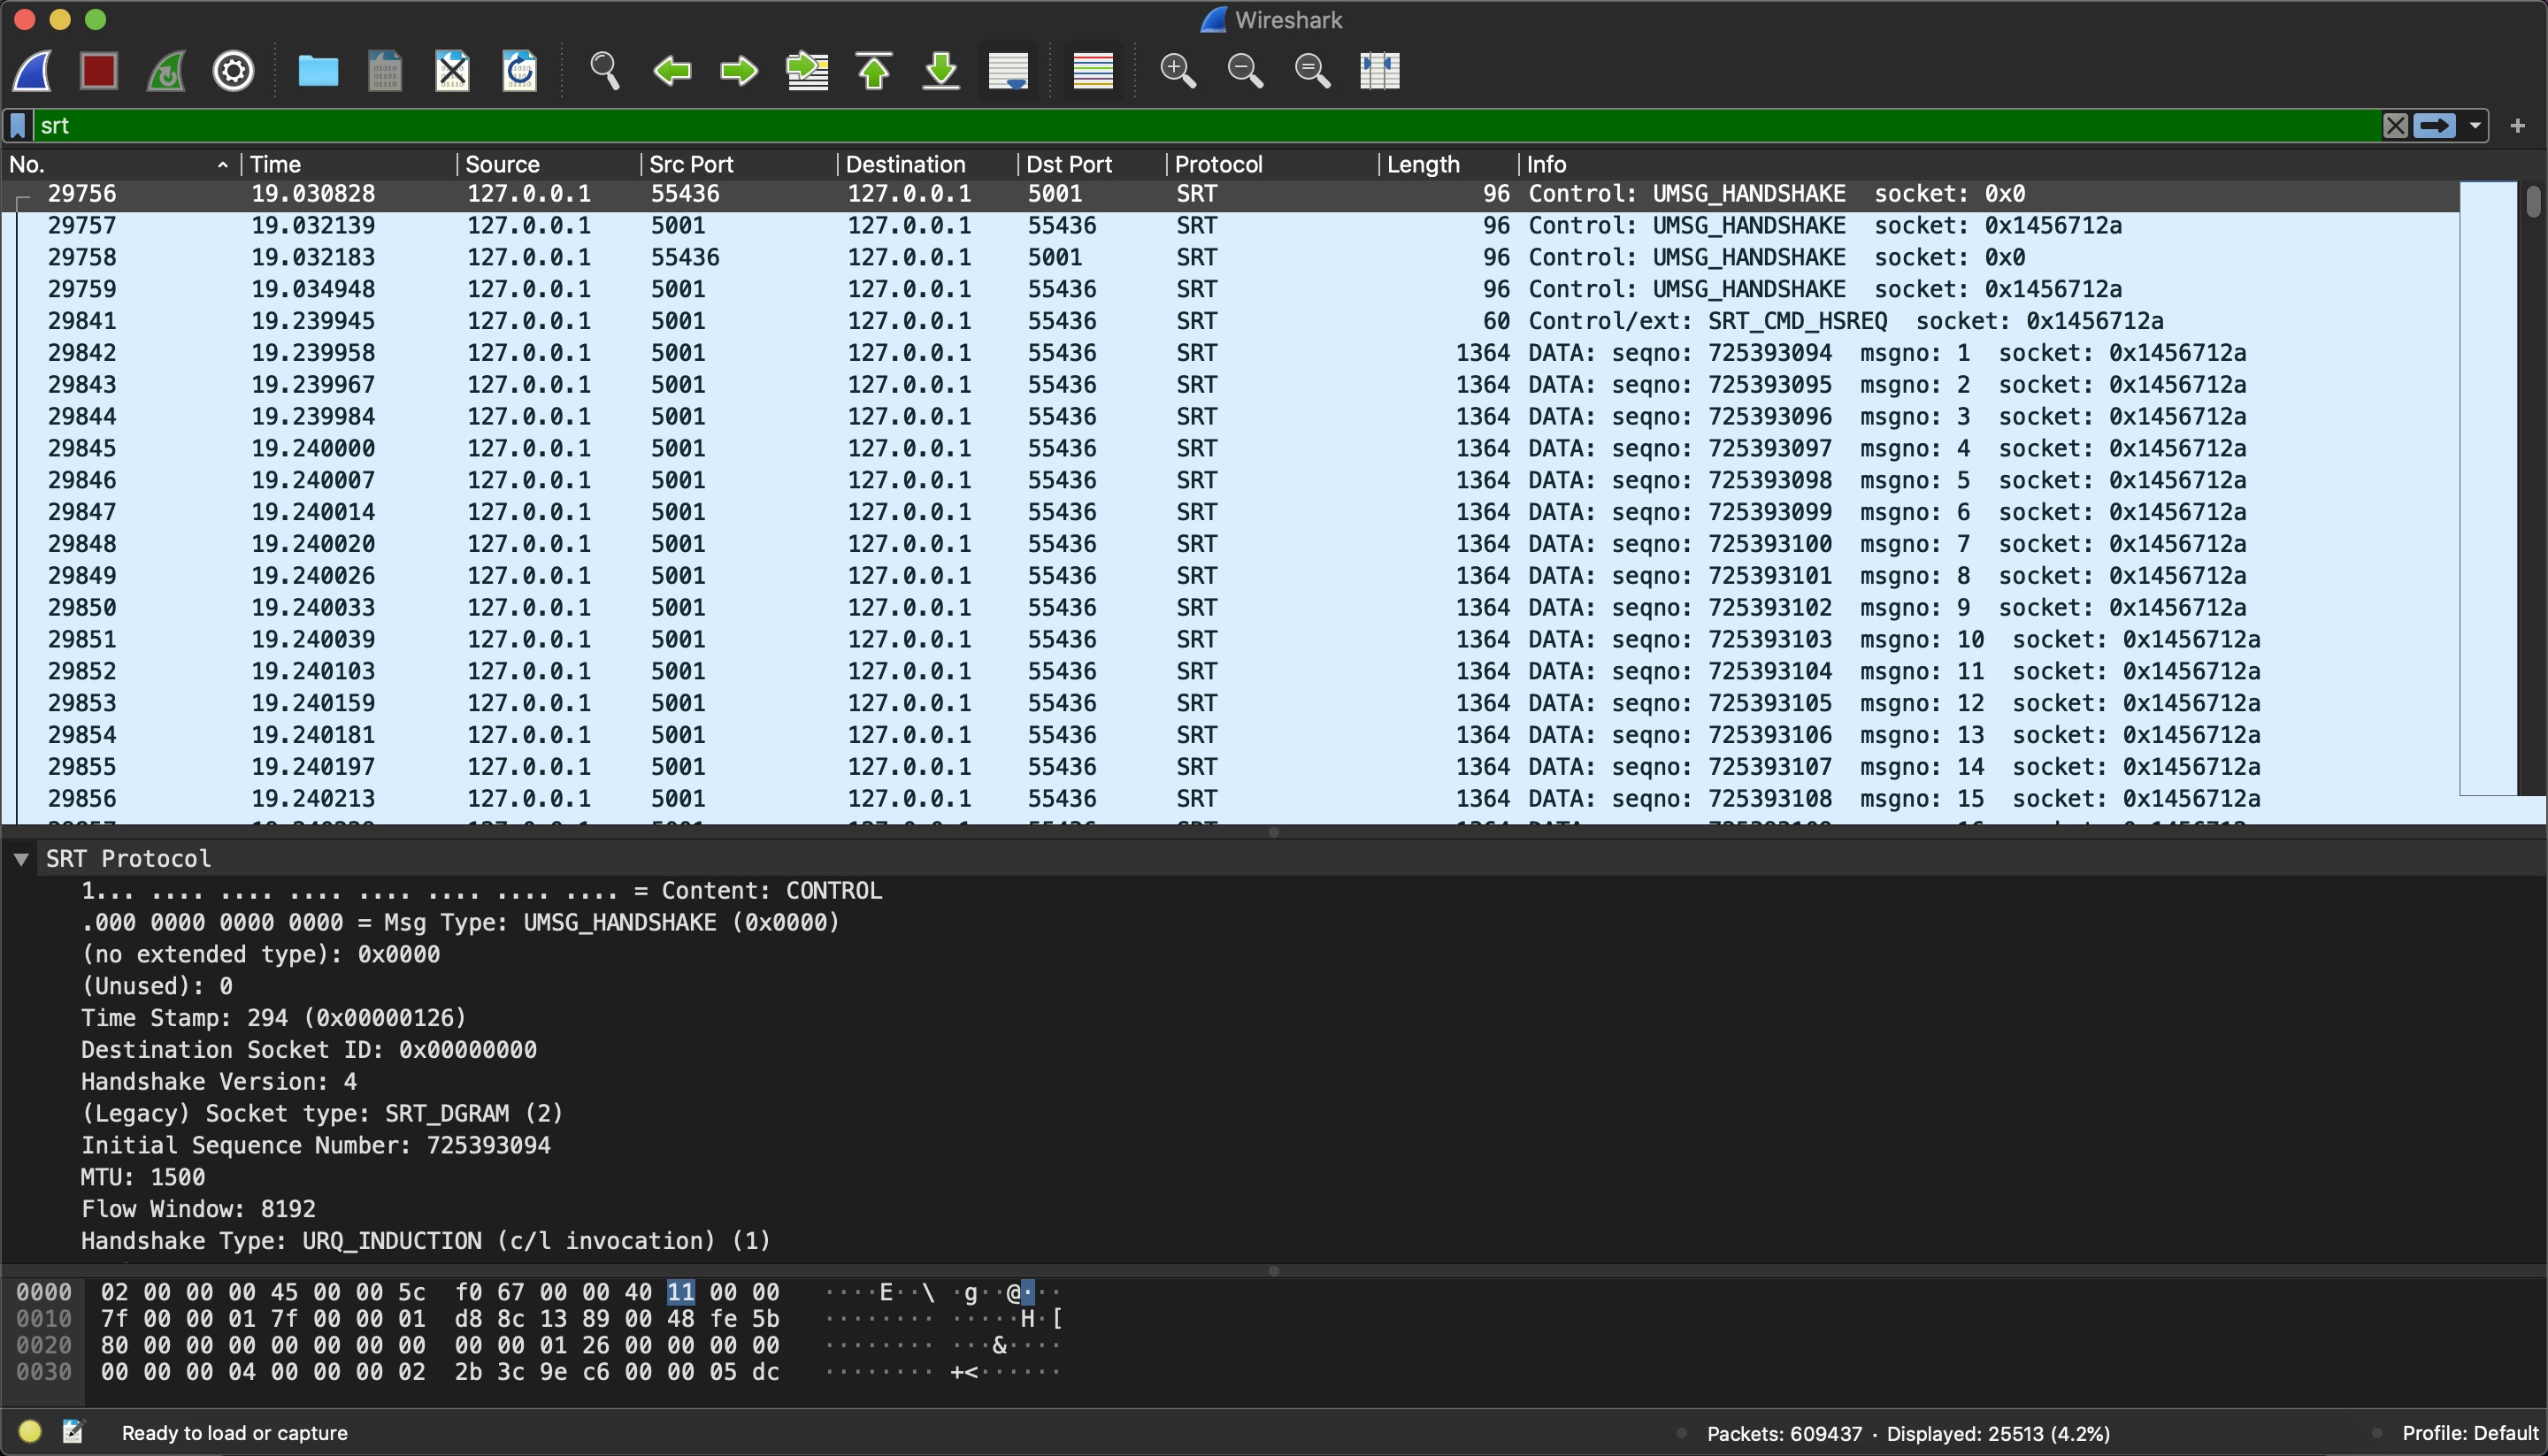 Wireshark
srt
No. Time Source Src Port Destination Dst Port Protocol Length Info
29756 19.030828 127.0.0.1 55436 127.0.0.1 5001 SRT 96 Control: UMSG_HANDSHAKE socket: 0x0
29757 19.032139 127.0.0.1 5001 127.0.0.1 55436 SRT 96 Control: UMSG_HANDSHAKE socket: 0x1456712a
29758 19.032183 127.0.0.1 55436 127.0.0.1 5001 SRT 96 Control: UMSG_HANDSHAKE socket: 0x0
29759 19.034948 127.0.0.1 5001 127.0.0.1 55436 SRT 96 Control: UMSG_HANDSHAKE socket: 0x1456712a
29841 19.239945 127.0.0.1 5001 127.0.0.1 55436 SRT 60 Control/ext: SRT_CMD_HSREQ socket: 0x1456712a
29842 19.239958 127.0.0.1 5001 127.0.0.1 55436 SRT 1364 DATA: seqno: 725393094 msgno: 1 socket: 0x1456712a
29843 19.239967 127.0.0.1 5001 127.0.0.1 55436 SRT 1364 DATA: seqno: 725393095 msgno: 2 socket: 0x1456712a
29844 19.239984 127.0.0.1 5001 127.0.0.1 55436 SRT 1364 DATA: seqno: 725393096 msgno: 3 socket: 0x1456712a
29845 19.240000 127.0.0.1 5001 127.0.0.1 55436 SRT 1364 DATA: seqno: 725393097 msgno: 4 socket: 0x1456712a
29846 19.240007 127.0.0.1 5001 127.0.0.1 55436 SRT 1364 DATA: seqno: 725393098 msgno: 5 socket: 0x1456712a
29847 19.240014 127.0.0.1 5001 127.0.0.1 55436 SRT 1364 DATA: seqno: 725393099 msgno: 6 socket: 0x1456712a
29848 19.240020 127.0.0.1 5001 127.0.0.1 55436 SRT 1364 DATA: seqno: 725393100 msgno: 7 socket: 0x1456712a
29849 19.240026 127.0.0.1 5001 127.0.0.1 55436 SRT 1364 DATA: seqno: 725393101 msgno: 8 socket: 0x1456712a
29850 19.240033 127.0.0.1 5001 127.0.0.1 55436 SRT 1364 DATA: seqno: 725393102 msgno: 9 socket: 0x1456712a
29851 19.240039 127.0.0.1 5001 127.0.0.1 55436 SRT 1364 DATA: seqno: 725393103 msgno: 10 socket: 0x1456712a
29852 19.240103 127.0.0.1 5001 127.0.0.1 55436 SRT 1364 DATA: seqno: 725393104 msgno: 11 socket: 0x1456712a
29853 19.240159 127.0.0.1 5001 127.0.0.1 55436 SRT 1364 DATA: seqno: 725393105 msgno: 12 socket: 0x1456712a
29854 19.240181 127.0.0.1 5001 127.0.0.1 55436 SRT 1364 DATA: seqno: 725393106 msgno: 13 socket: 0x1456712a
29855 19.240197 127.0.0.1 5001 127.0.0.1 55436 SRT 1364 DATA: seqno: 725393107 msgno: 14 socket: 0x1456712a
29856 19.240213 127.0.0.1 5001 127.0.0.1 55436 SRT 1364 DATA: seqno: 725393108 msgno: 15 socket: 0x1456712a
SRT Protocol
1... .... .... .... .... .... .... .... = Content: CONTROL
.000 0000 0000 0000 = Msg Type: UMSG_HANDSHAKE (0x0000)
(no extended type): 0x0000
(Unused): 0
Time Stamp: 294 (0x00000126)
Destination Socket ID: 0x00000000
Handshake Version: 4
(Legacy) Socket type: SRT_DGRAM (2)
Initial Sequence Number: 725393094
MTU: 1500
Flow Window: 8192
Handshake Type: URQ_INDUCTION (c/l invocation) (1)
0000 02 00 00 00 45 00 00 5c f0 67 00 00 40 11 00 00 ····E··\ ·g··@···
0010 7f 00 00 01 7f 00 00 01 d8 8c 13 89 00 48 fe 5b ········ ·····H·[
0020 80 00 00 00 00 00 00 00 00 00 01 26 00 00 00 00 ········ ···&····
0030 00 00 00 04 00 00 00 02 2b 3c 9e c6 00 00 05 dc ········ +<······
Ready to load or capture
Packets: 609437 · Displayed: 25513 (4.2%)
Profile: Default